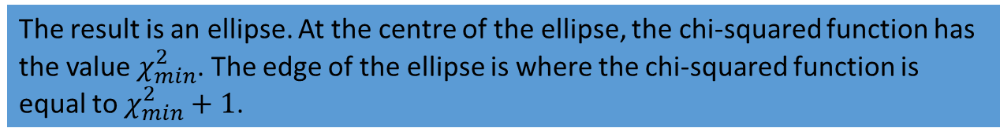 The result is an ellipse. At the centre of the ellipse, the chi-squared function has
the value $\chi^2_{min}$. The edge of the ellipse is where the chi-squared function is
equal to $\chi^2_{min} + 1$.